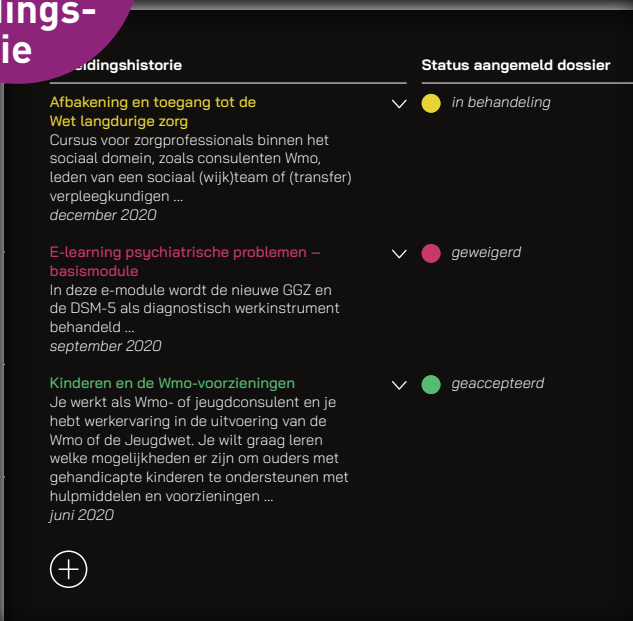 lings-
ie
eidingshistorie
Status aangemeld dossier
Afbakening en toegang tot de
Wet langdurige zorg
in behandeling
Cursus voor zorgprofessionals binnen het
sociaal domein, zoals consulenten Wmo,
leden van een sociaal (wijk)team of (transfer)
verpleegkundigen ...
december 2020
E-learning psychiatrische problemen –
basismodule
geweigerd
In deze e-module wordt de nieuwe GGZ en
de DSM-5 als diagnostisch werkinstrument
behandeld ...
september 2020
Kinderen en de Wmo-voorzieningen
geaccepteerd
Je werkt als Wmo- of jeugdconsulent en je
hebt werkervaring in de uitvoering van de
Wmo of de Jeugdwet. Je wilt graag leren
welke mogelijkheden er zijn om ouders met
gehandicapte kinderen te ondersteunen met
hulpmiddelen en voorzieningen ...
juni 2020